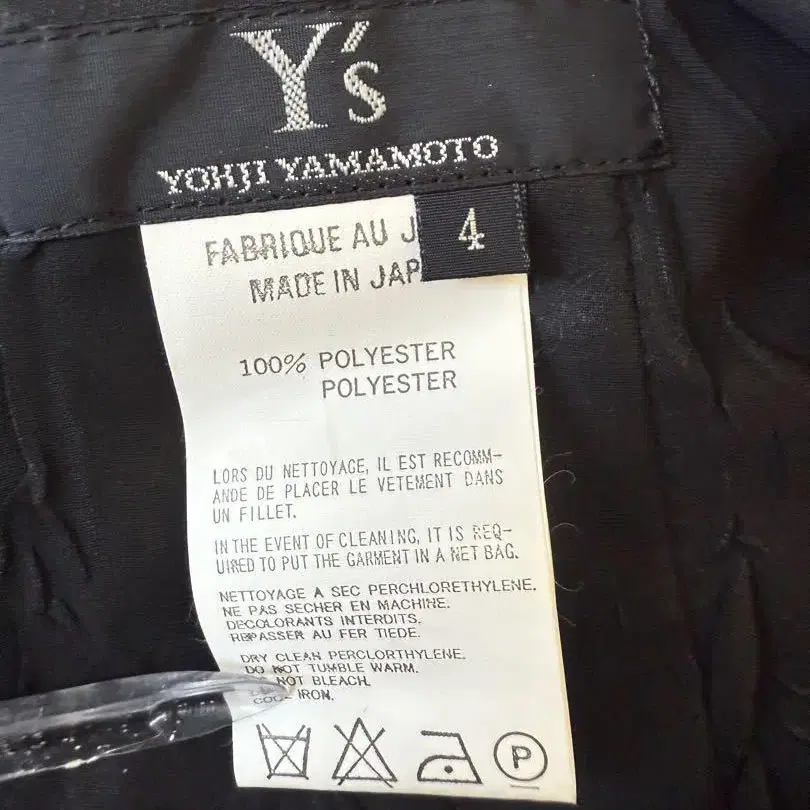 Y's
YOHJI YAMAMOTO
4
FABRIQUE AU J
MADE IN JAP
100% POLYESTER
POLYESTER
LORS DU NETTOYAGE, IL EST RECOMM-
ANDE DE PLACER LE VETEMENT DANS
UN FILLET.
IN THE EVENT OF CLEANING, IT IS REQ-
UIRED TO PUT THE GARMENT IN A NET BAG.
NETTOYAGE A SEC PERCHLORETHYLENE.
NE PAS SECHER EN MACHINE.
DECOLORANTS INTERDITS.
REPASSER AU FER TIEDE.
DRY CLEAN PERCLORTHYLENE.
DO NOT TUMBLE WARM.
NOT BLEACH.
COOL IRON.
P